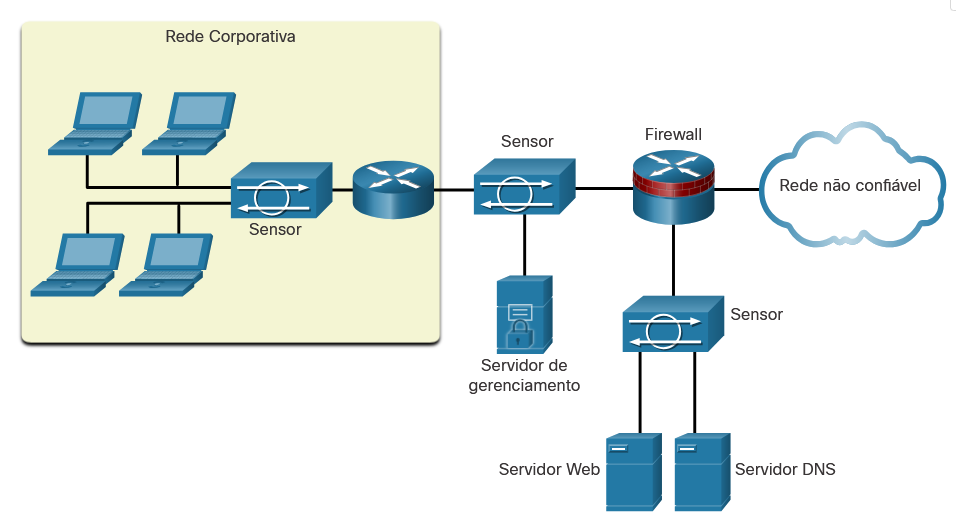 Rede Corporativa
Sensor
Firewall
Rede não confiável
Sensor
Sensor
Servidor de
gerenciamento
Servidor Web
Servidor DNS